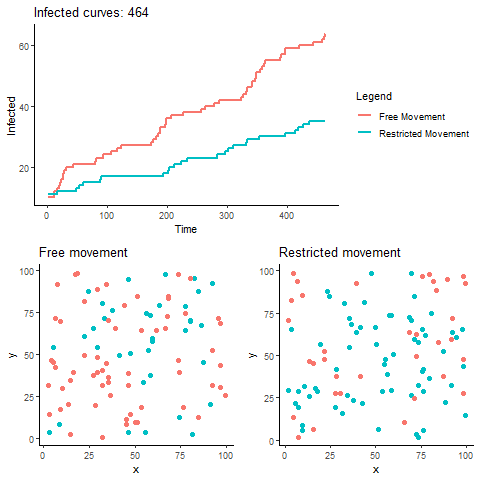 Infected curves: 464
Infected
60
40
20
0
100
200
300
400
Time
Legend
Free Movement
Restricted Movement
Free movement
y
100
75
50
25
0
0
25
50
75
100
x
Restricted movement
y
100
75
50
25
0
0
25
50
75
100
x